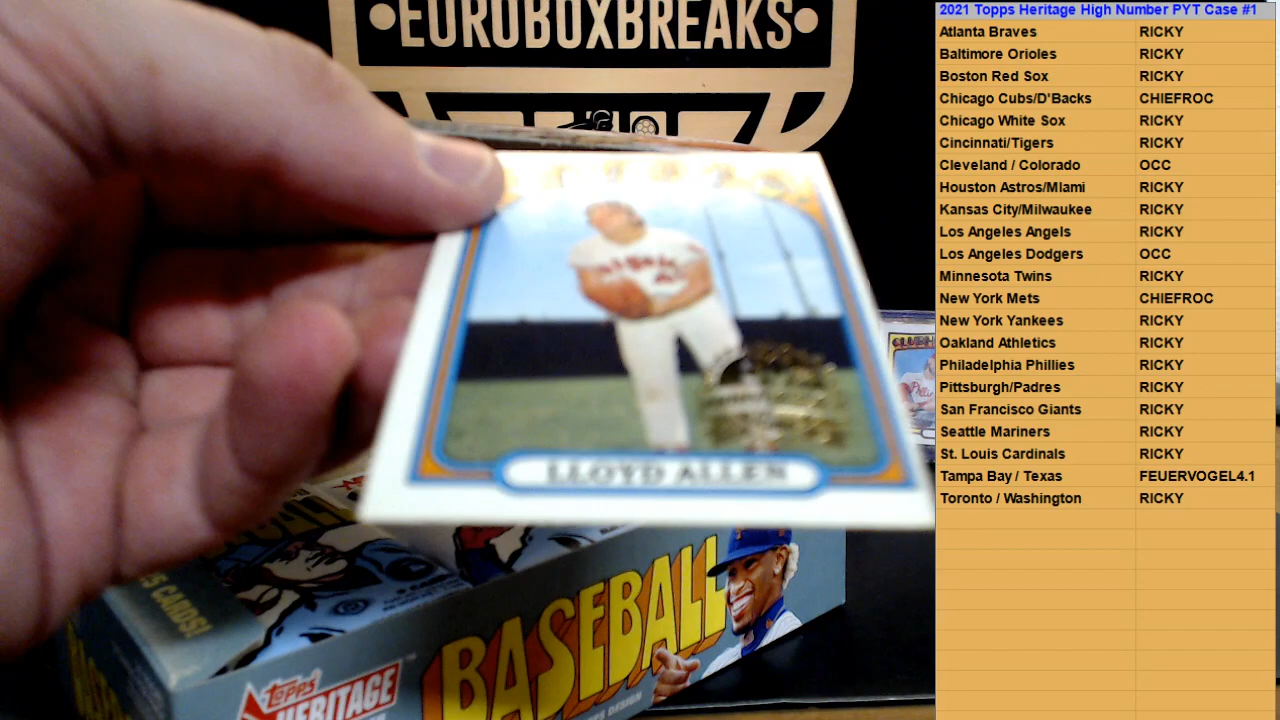 •EUROBOXBREAKS•
LLOYD ALLEN
5 CARDS!
BASEBALL
TOPPS
HERITAGE
2021 Topps Heritage High Number PYT Case #1
Atlanta Braves RICKY
Baltimore Orioles RICKY
Boston Red Sox RICKY
Chicago Cubs/D'Backs CHIEFROC
Chicago White Sox RICKY
Cincinnati/Tigers RICKY
Cleveland / Colorado OCC
Houston Astros/Miami RICKY
Kansas City/Milwaukee RICKY
Los Angeles Angels RICKY
Los Angeles Dodgers OCC
Minnesota Twins RICKY
New York Mets CHIEFROC
New York Yankees RICKY
Oakland Athletics RICKY
Philadelphia Phillies RICKY
Pittsburgh/Padres RICKY
San Francisco Giants RICKY
Seattle Mariners RICKY
St. Louis Cardinals RICKY
Tampa Bay / Texas FEUERVOGEL4.1
Toronto / Washington RICKY